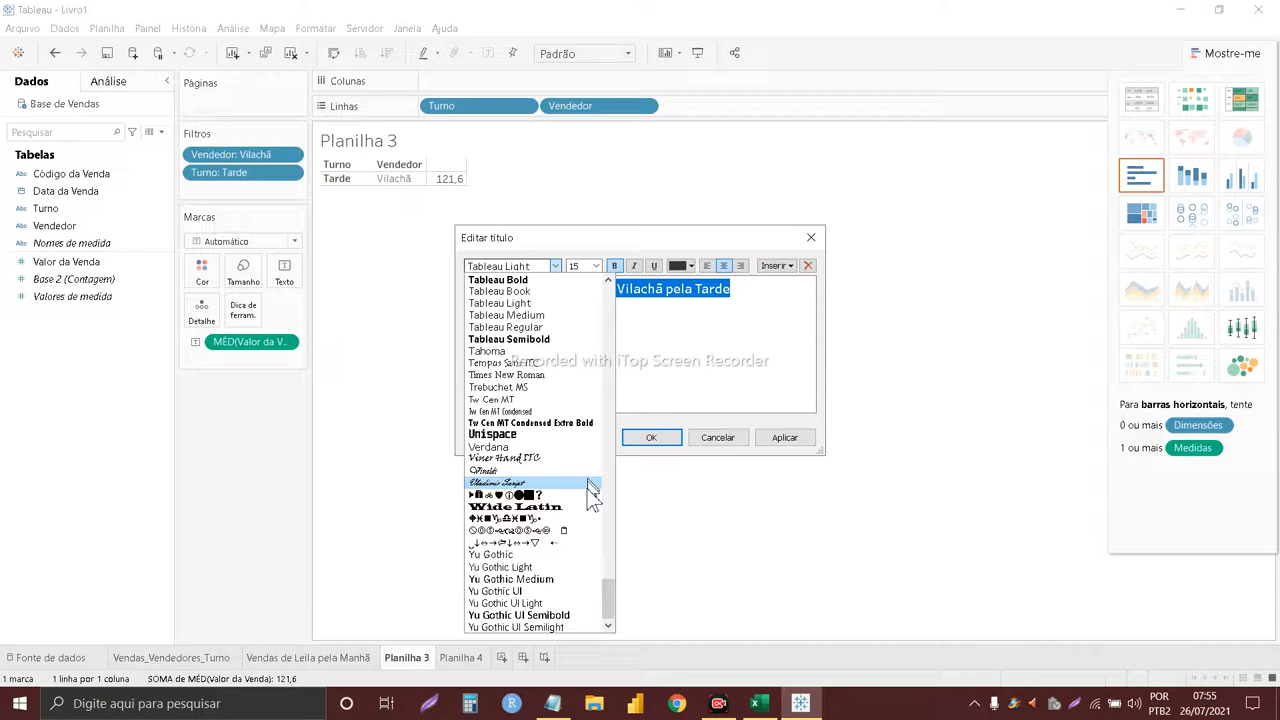 Tableau - Livro1
Arquivo Dados Planilha Painel História Análise Mapa Formatar Servidor Janela Ajuda
Padrão
Mostre-me
Dados Análise
Base de Vendas
Pesquisar
Tabelas
Abc Código da Venda
Data da Venda
Abc Turno
Abc Vendedor
Abc Nomes de medida
# Valor da Venda
# Base 2 (Contagem)
# Valores de medida
Páginas
Filtros
Vendedor: Vilachã
Turno: Tarde
Marcas
Automático
Cor Tamanho Texto
Detalhe Dica de ferram.
MÉD(Valor da V..
Colunas
Linhas Turno Vendedor
Planilha 3
Turno Vendedor
Tarde Vilachã 121,6
Editar título
Tableau Light 15 B I U Inserir
Vilachã pela Tarde
Tableau Bold
Tableau Book
Tableau Light
Tableau Medium
Tableau Regular
Tableau Semibold
Tahoma
Tempus Sans ITC
Times New Roman
Trebuchet MS
Tw Cen MT
Tw Cen MT Condensed
Tw Cen MT Condensed Extra Bold
Unispace
Verdana
Viner Hand ITC
Vivaldi
Vladimir Script
Wide Latin
Yu Gothic
Yu Gothic Light
Yu Gothic Medium
Yu Gothic UI
Yu Gothic UI Light
Yu Gothic UI Semibold
Yu Gothic UI Semilight
Recorded with iTop Screen Recorder
OK Cancelar Aplicar
Para barras horizontais, tente
0 ou mais Dimensões
1 ou mais Medidas
Fonte de dados Vendas_Vendedores_Turno Vendas de Leila pela Manhã Planilha 3 Planilha 4
1 marca 1 linha por 1 coluna SOMA de MÉD(Valor da Venda): 121,6
Digite aqui para pesquisar
POR
PTB2
07:55
26/07/2021